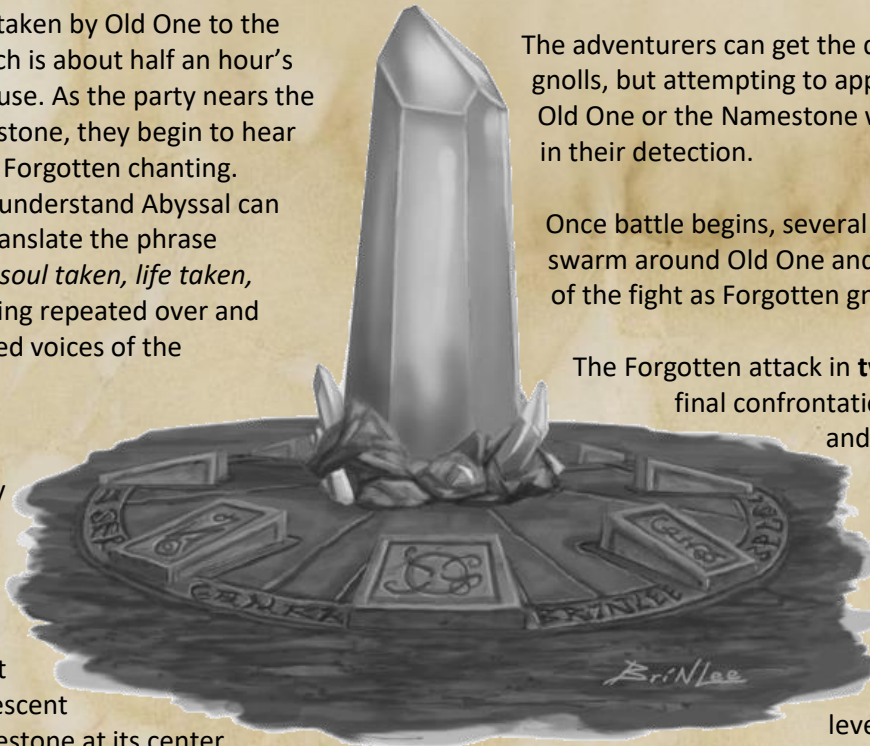 taken by Old One to the
ch is about half an hour's
use. As the party nears the
stone, they begin to hear
Forgotten chanting.
understand Abyssal can
anslate the phrase
soul taken, life taken,
ing repeated over and
ed voices of the
y
t
escent
estone at its center
The adventurers can get the d
gnolls, but attempting to app
Old One or the Namestone w
in their detection.
Once battle begins, several
swarm around Old One and
of the fight as Forgotten gn
The Forgotten attack in tw
final confrontatio
and
leve
BRINLEE
BriNLee